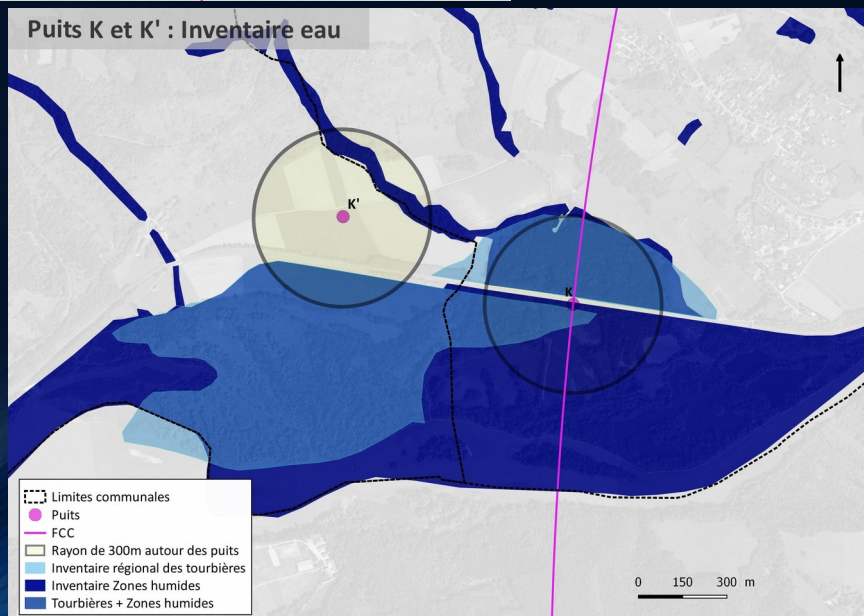 Puits K et K' : Inventaire eau
K'
K
Limites communales
Puits
FCC
Rayon de 300m autour des puits
Inventaire régional des tourbières
Inventaire Zones humides
Tourbières + Zones humides
0 150 300 m